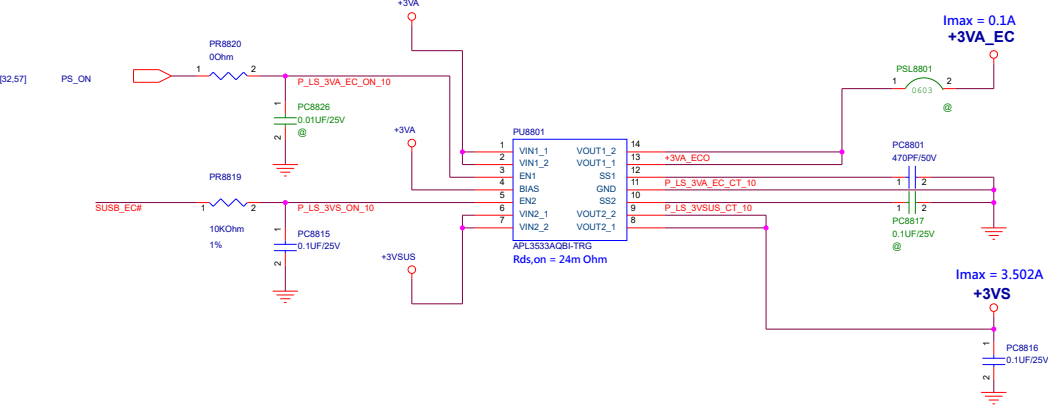 +3VA
Imax = 0.1A
+3VA_EC
PR8820
0Ohm
[32,57] PS_ON
1 2
P_LS_3VA_EC_ON_10
PSL8801
1 2
0603
@
1
PC8826
0.01UF/25V
2
@
+3VA
PU8801
1 VIN1_1 VOUT1_2 14
2 VIN1_2 VOUT1_1 13 +3VA_ECO
3 EN1 SS1 12
4 BIAS GND 11 P_LS_3VA_EC_CT_10
5 EN2 SS2 10
6 VIN2_1 VOUT2_2 9 P_LS_3VSUS_CT_10
7 VIN2_2 VOUT2_1 8
APL3533AQBI-TRG
Rds,on = 24m Ohm
PC8801
470PF/50V
1 2
1 2
PC8817
0.1UF/25V
@
PR8819
SUSB_EC#
1 2
P_LS_3VS_ON_10
10KOhm
1%
1
PC8815
0.1UF/25V
2
+3VSUS
Imax = 3.502A
+3VS
1
PC8816
0.1UF/25V
2